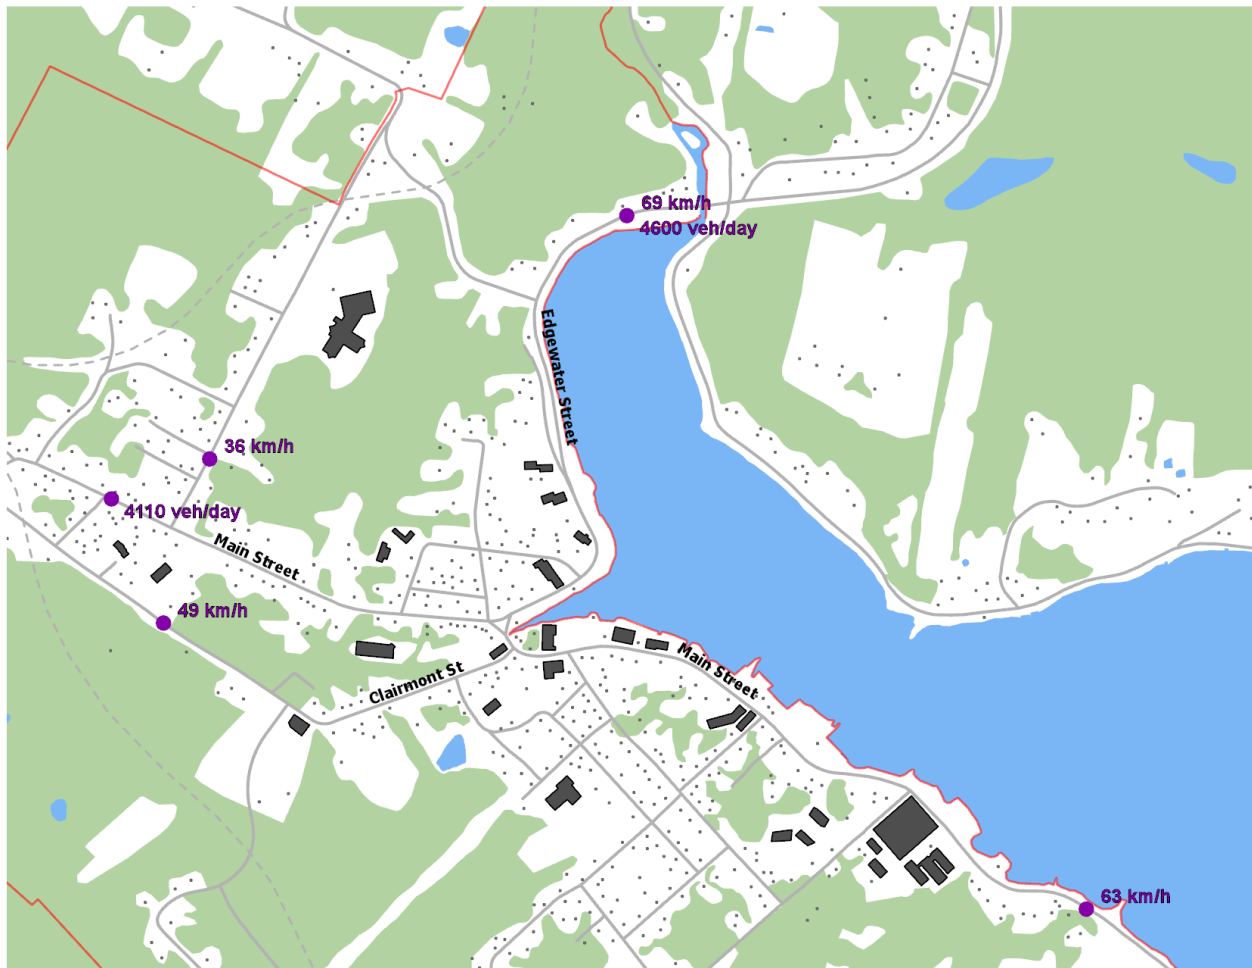 69 km/h
4600 veh/day
Edgewater Street
36 km/h
4110 veh/day
Main Street
49 km/h
Clairmont St
Main Street
63 km/h